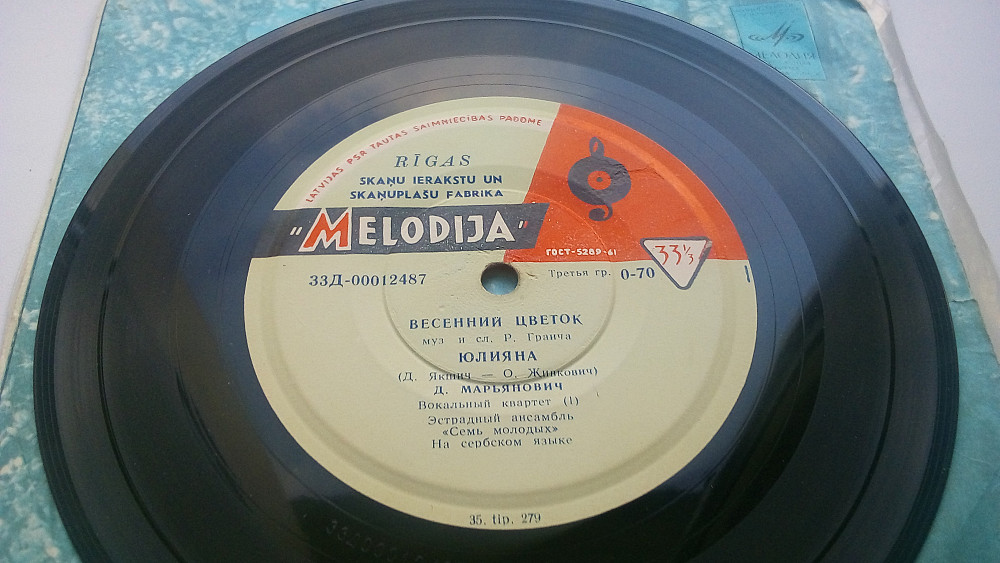 МЕЛОДИЯ
LATVIJAS PSR TAUTAS SAIMNIECĪBAS PADOME
RĪGAS
SKAŅU IERAKSTU UN
SKAŅUPLAŠU FABRIKA
"MELODIJA"
ГОСТ-5289-61
33⅓
33Д-00012487
Третья гр. 0-70
I
ВЕСЕННИЙ ЦВЕТОК
муз и сл. Р. Граича
ЮЛИЯНА
(Д. Якшич — О. Живкович)
Д. МАРЬЯНОВИЧ
Вокальный квартет (1)
Эстрадный ансамбль
«Семь молодых»
На сербском языке
35. tip. 279